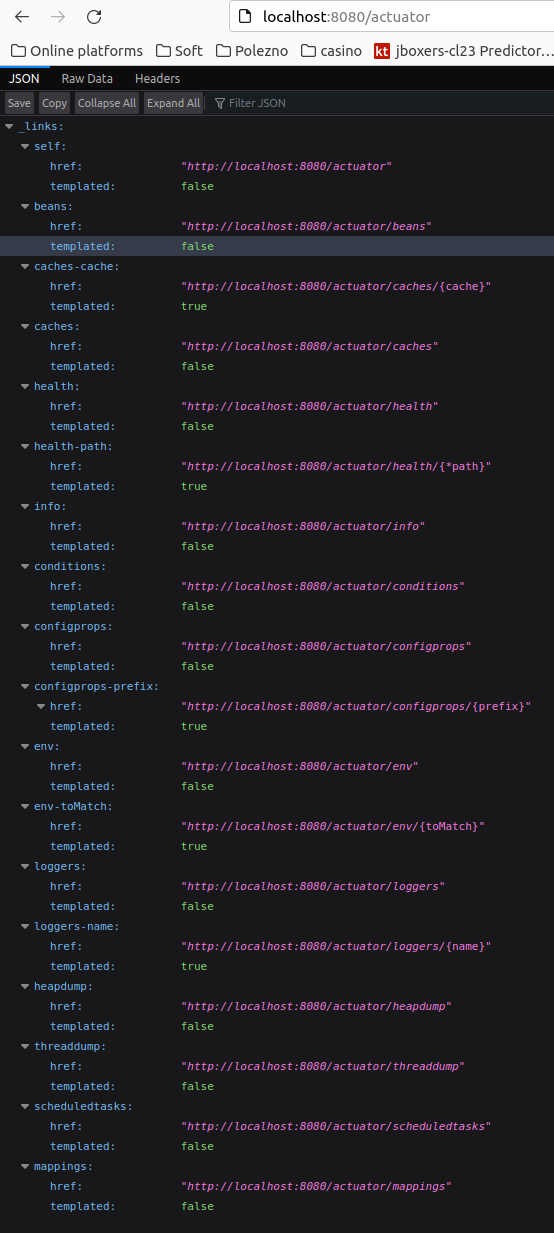 localhost:8080/actuator
Online platforms Soft Polezno casino kt jboxers-cl23 Predictor...
JSON Raw Data Headers
Save Copy Collapse All Expand All Filter JSON
_links:
self:
href: "http://localhost:8080/actuator"
templated: false
beans:
href: "http://localhost:8080/actuator/beans"
templated: false
caches-cache:
href: "http://localhost:8080/actuator/caches/{cache}"
templated: true
caches:
href: "http://localhost:8080/actuator/caches"
templated: false
health:
href: "http://localhost:8080/actuator/health"
templated: false
health-path:
href: "http://localhost:8080/actuator/health/{*path}"
templated: true
info:
href: "http://localhost:8080/actuator/info"
templated: false
conditions:
href: "http://localhost:8080/actuator/conditions"
templated: false
configprops:
href: "http://localhost:8080/actuator/configprops"
templated: false
configprops-prefix:
href: "http://localhost:8080/actuator/configprops/{prefix}"
templated: true
env:
href: "http://localhost:8080/actuator/env"
templated: false
env-toMatch:
href: "http://localhost:8080/actuator/env/{toMatch}"
templated: true
loggers:
href: "http://localhost:8080/actuator/loggers"
templated: false
loggers-name:
href: "http://localhost:8080/actuator/loggers/{name}"
templated: true
heapdump:
href: "http://localhost:8080/actuator/heapdump"
templated: false
threaddump:
href: "http://localhost:8080/actuator/threaddump"
templated: false
scheduledtasks:
href: "http://localhost:8080/actuator/scheduledtasks"
templated: false
mappings:
href: "http://localhost:8080/actuator/mappings"
templated: false